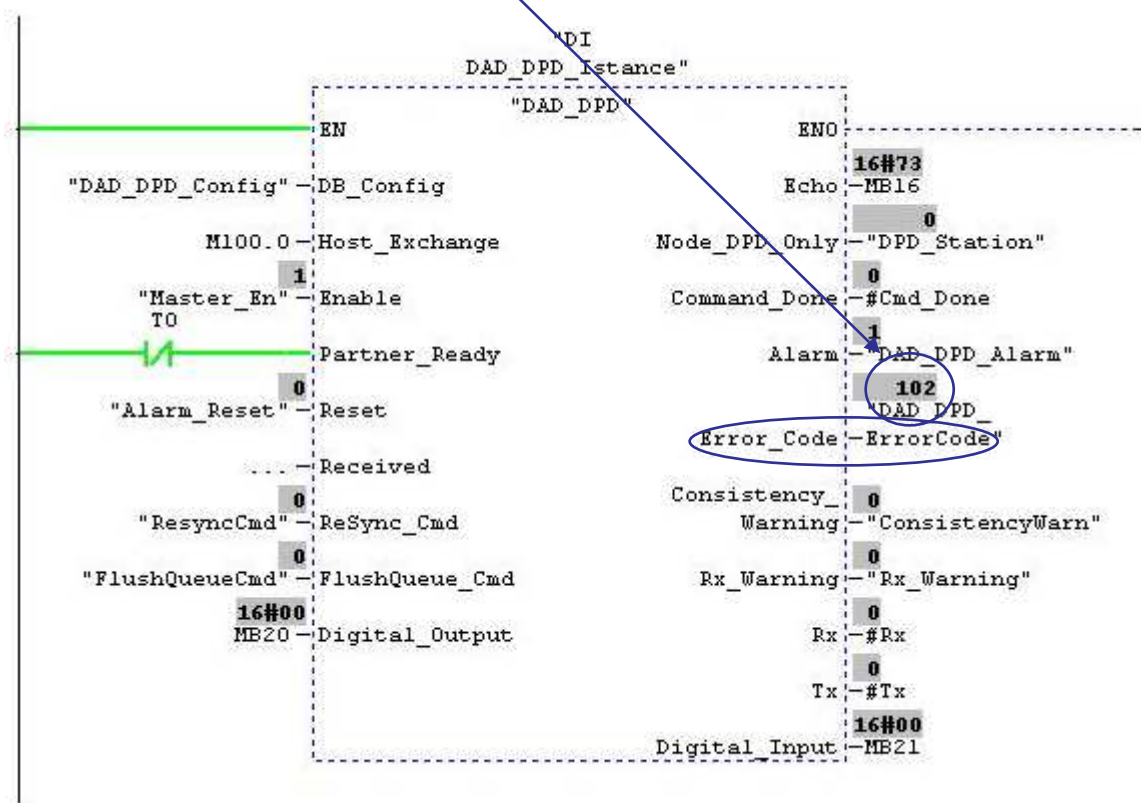 "DI
DAD_DPD_Istance"
"DAD_DPD"
EN
ENO
16#73
"DAD_DPD_Config"
DB_Config
Echo
MB16
0
M100.0
Host_Exchange
Node_DPD_Only
"DPD_Station"
1
0
"Master_En"
Enable
Command_Done
#Cmd_Done
T0
1
Partner_Ready
Alarm
"DAD_DPD_Alarm"
0
102
"Alarm_Reset"
Reset
"DAD_DPD_
Error_Code
ErrorCode"
...
Received
0
Consistency_
0
"ResyncCmd"
ReSync_Cmd
Warning
"ConsistencyWarn"
0
0
"FlushQueueCmd"
FlushQueue_Cmd
Rx_Warning
"Rx_Warning"
16#00
0
MB20
Digital_Output
Rx
#Rx
0
Tx
#Tx
16#00
Digital_Input
MB21